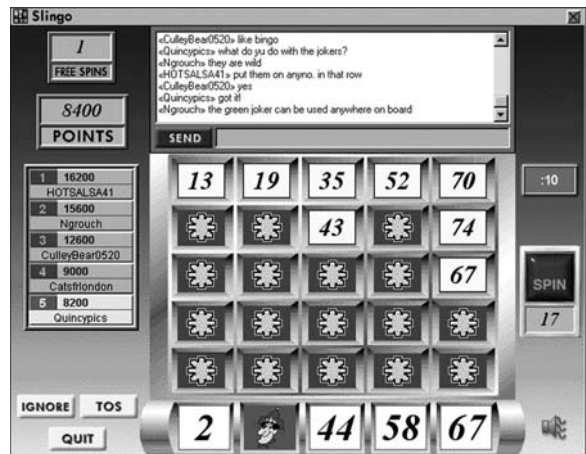 Slingo
1
FREE SPINS
8400
POINTS
«CulleyBear0520» like bingo
«Quincypics» what do yu do with the jokers?
«Ngrouch» they are wild
«HOTSALSA41» put them on anyno. in that row
«CulleyBear0520» yes
«Quincypics» got it!
«Ngrouch» the green joker can be used anywhere on board
SEND
1 16200
HOTSALSA41
2 15600
Ngrouch
3 12600
CulleyBear0520
4 9000
Catsfrlondon
5 8200
Quincypics
13 19 35 52 70
43 74
67
:10
SPIN
17
IGNORE TOS
QUIT
2 44 58 67